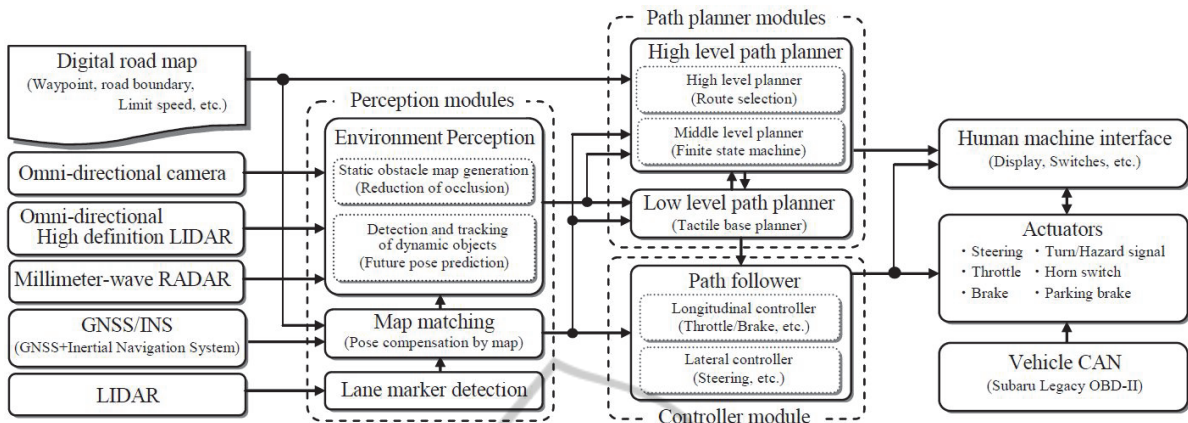 Digital road map
(Waypoint, road boundary,
Limit speed, etc.)
Omni-directional camera
Omni-directional
High definition LIDAR
Millimeter-wave RADAR
GNSS/INS
(GNSS+Inertial Navigation System)
LIDAR
Perception modules
Environment Perception
Static obstacle map generation
(Reduction of occlusion)
Detection and tracking
of dynamic objects
(Future pose prediction)
Map matching
(Pose compensation by map)
Lane marker detection
Path planner modules
High level path planner
High level planner
(Route selection)
Middle level planner
(Finite state machine)
Low level path planner
(Tactile base planner)
Path follower
Longitudinal controller
(Throttle/Brake, etc.)
Lateral controller
(Steering, etc.)
Controller module
Human machine interface
(Display, Switches, etc.)
Actuators
・Steering ・Turn/Hazard signal
・Throttle ・Horn switch
・Brake ・Parking brake
Vehicle CAN
(Subaru Legacy OBD-II)